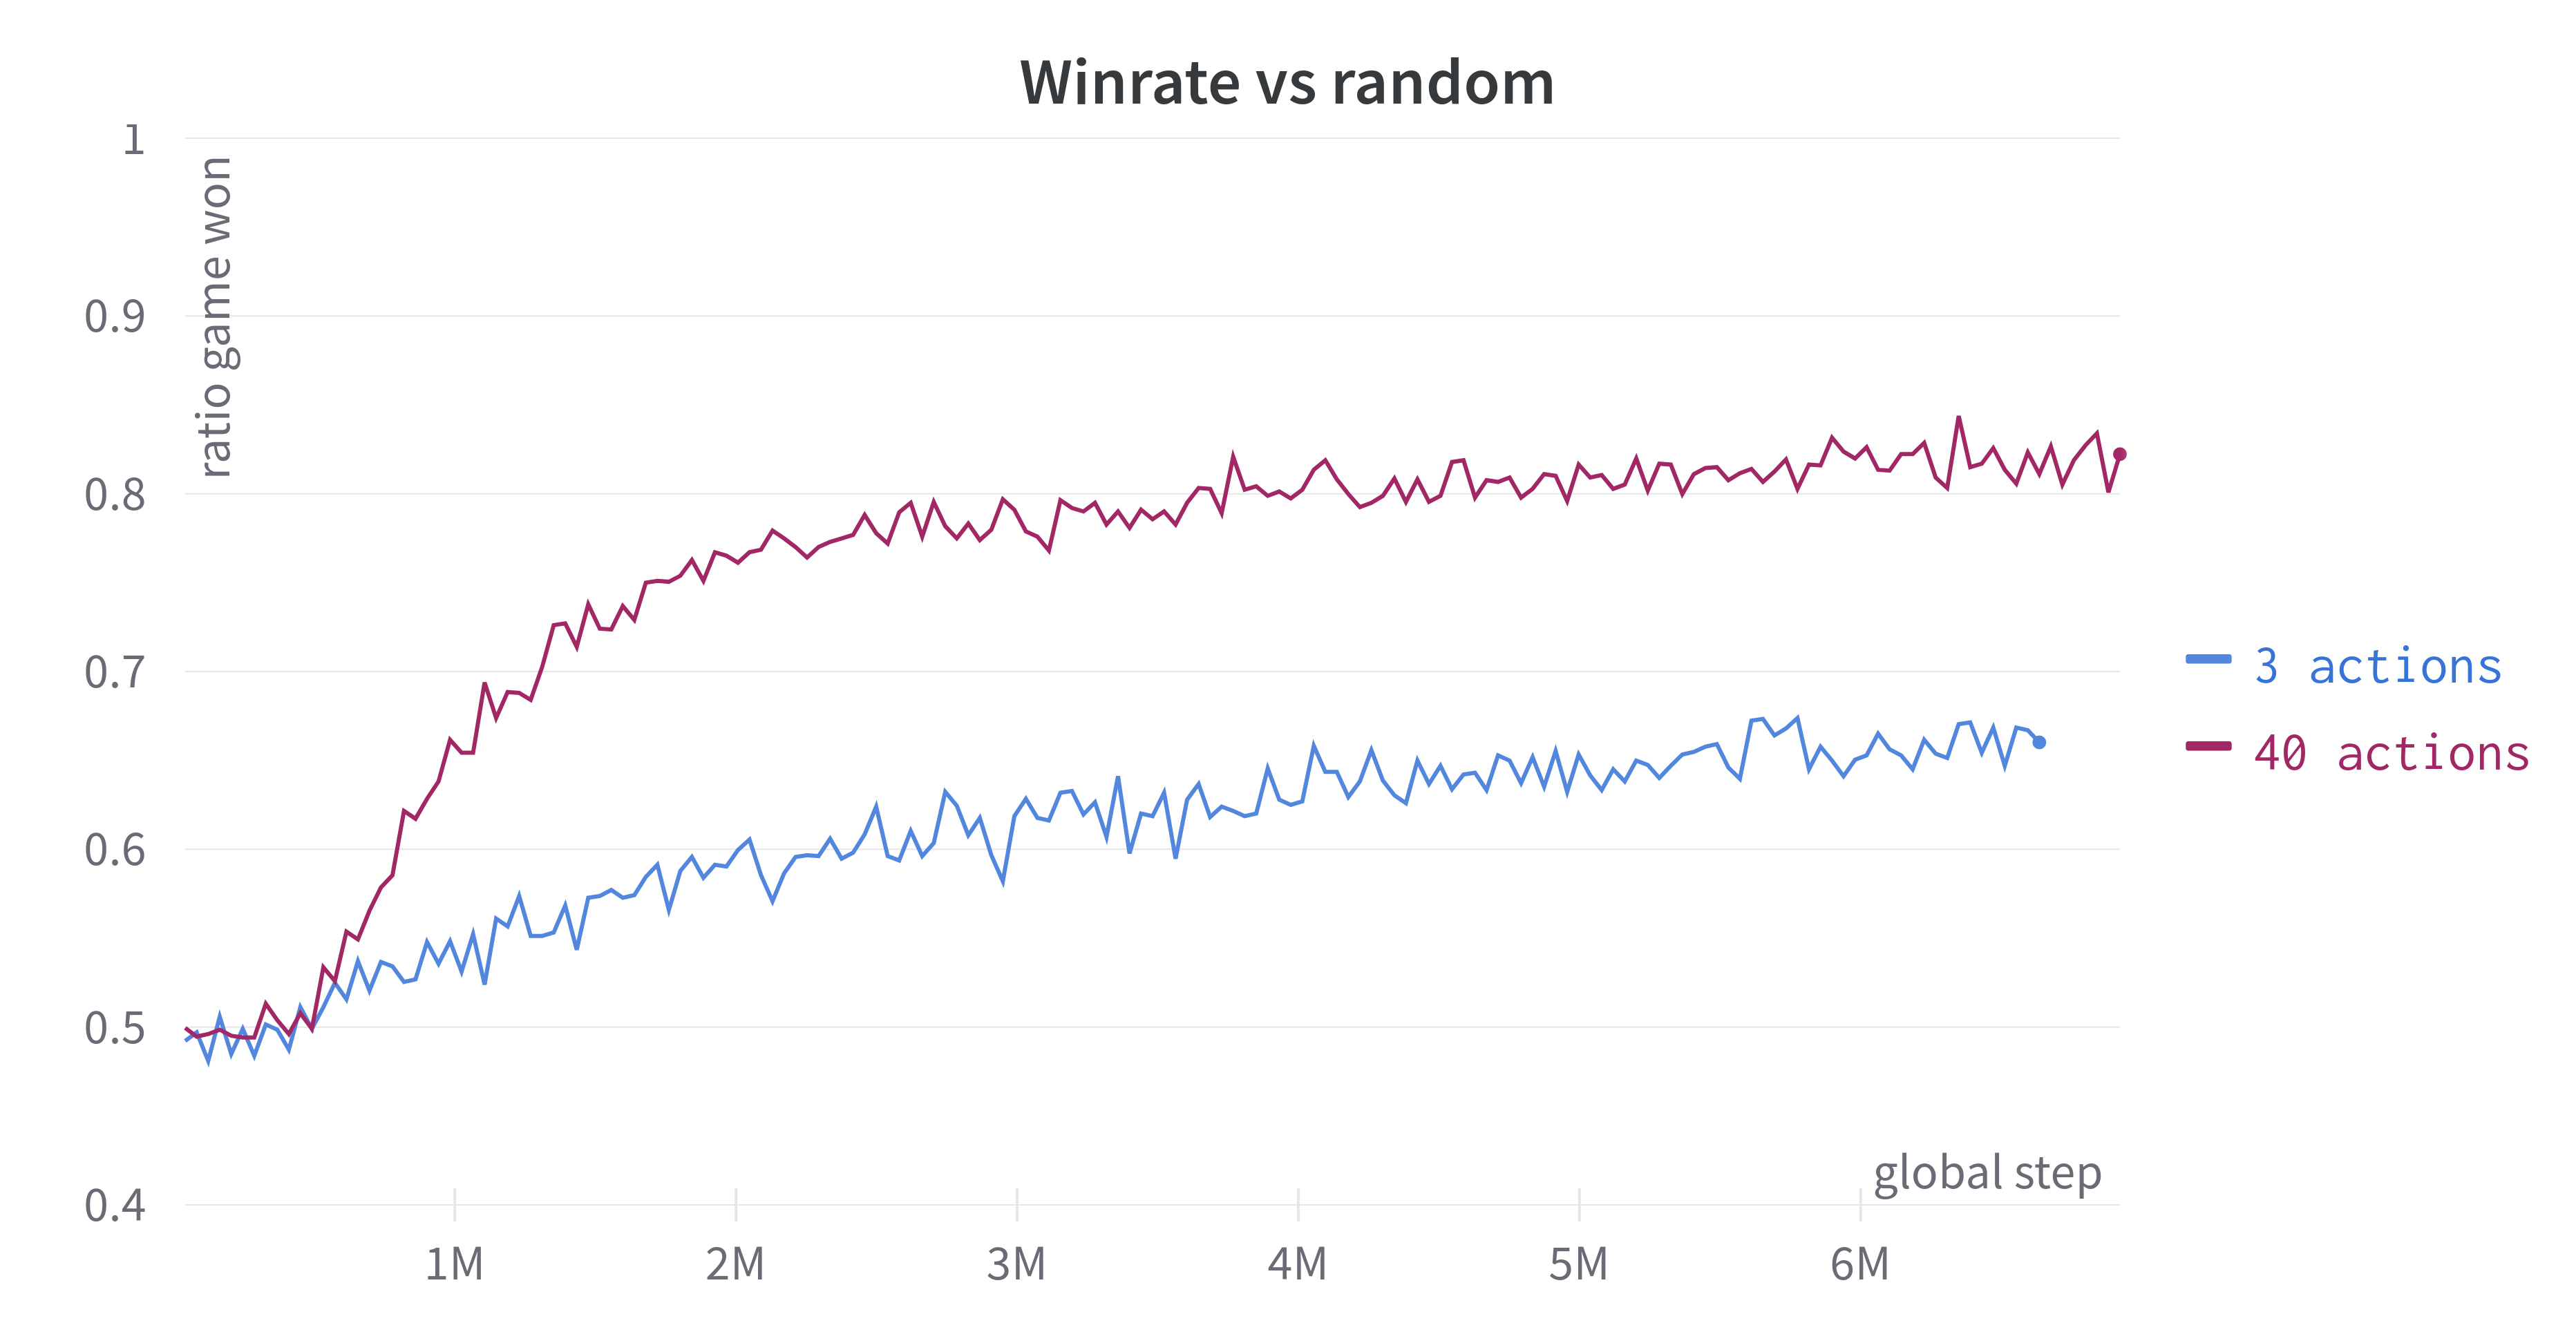 Winrate vs random
ratio game won
1
0.9
0.8
0.7
0.6
0.5
0.4
1M
2M
3M
4M
5M
6M
global step
3 actions
40 actions